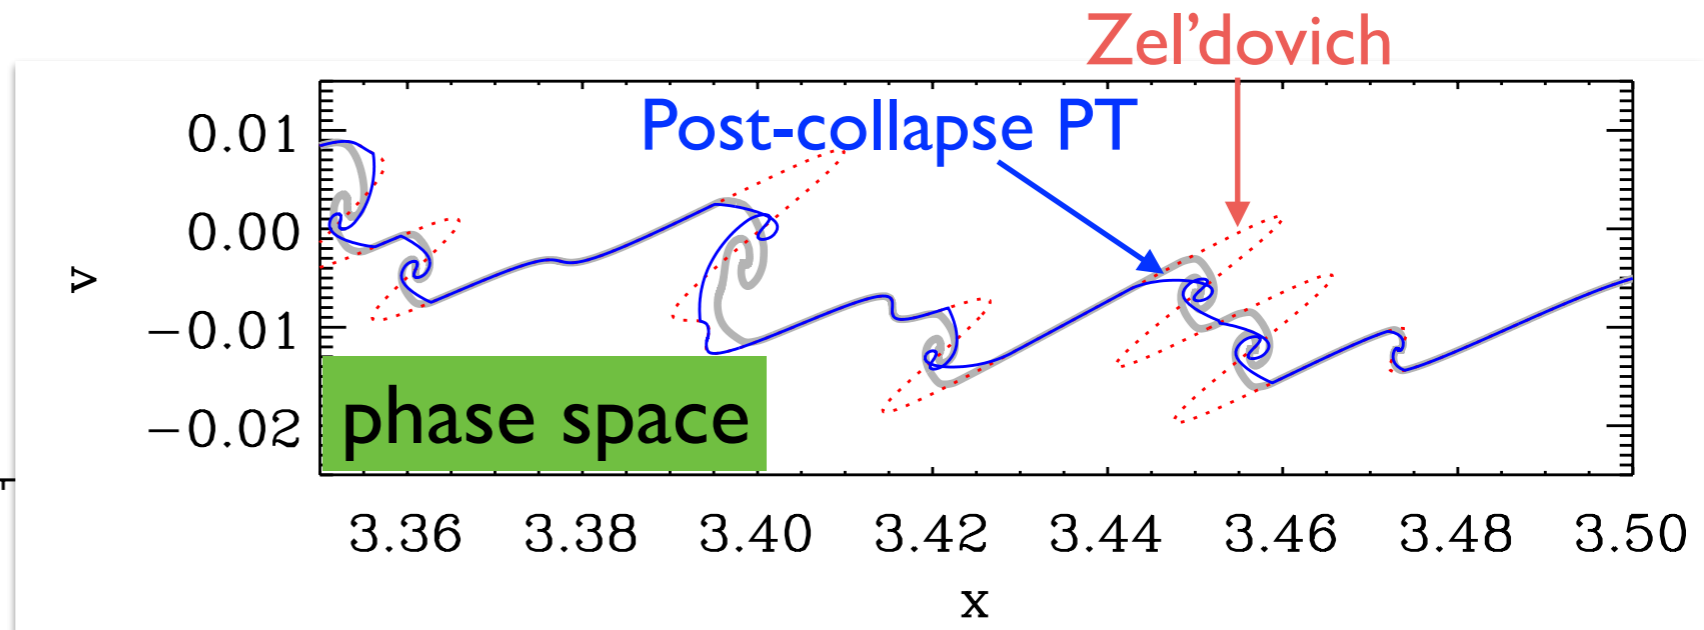 Zel’dovich
Post-collapse PT
0.01
0.00
−0.01
−0.02
v
phase space
3.36 3.38 3.40 3.42 3.44 3.46 3.48 3.50
x